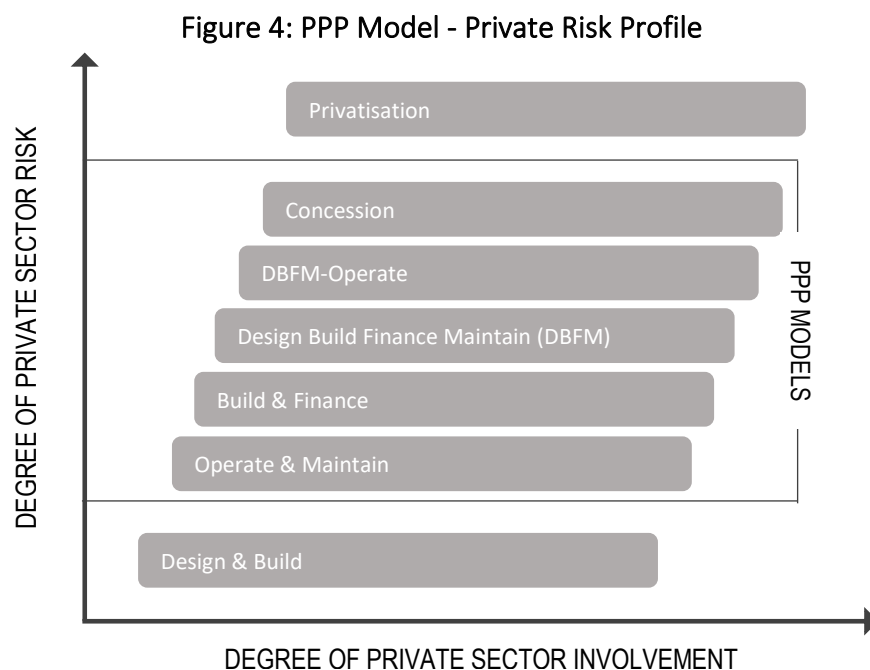 Figure 4: PPP Model - Private Risk Profile
DEGREE OF PRIVATE SECTOR RISK
Privatisation
Concession
DBFM-Operate
Design Build Finance Maintain (DBFM)
Build & Finance
Operate & Maintain
Design & Build
PPP MODELS
DEGREE OF PRIVATE SECTOR INVOLVEMENT